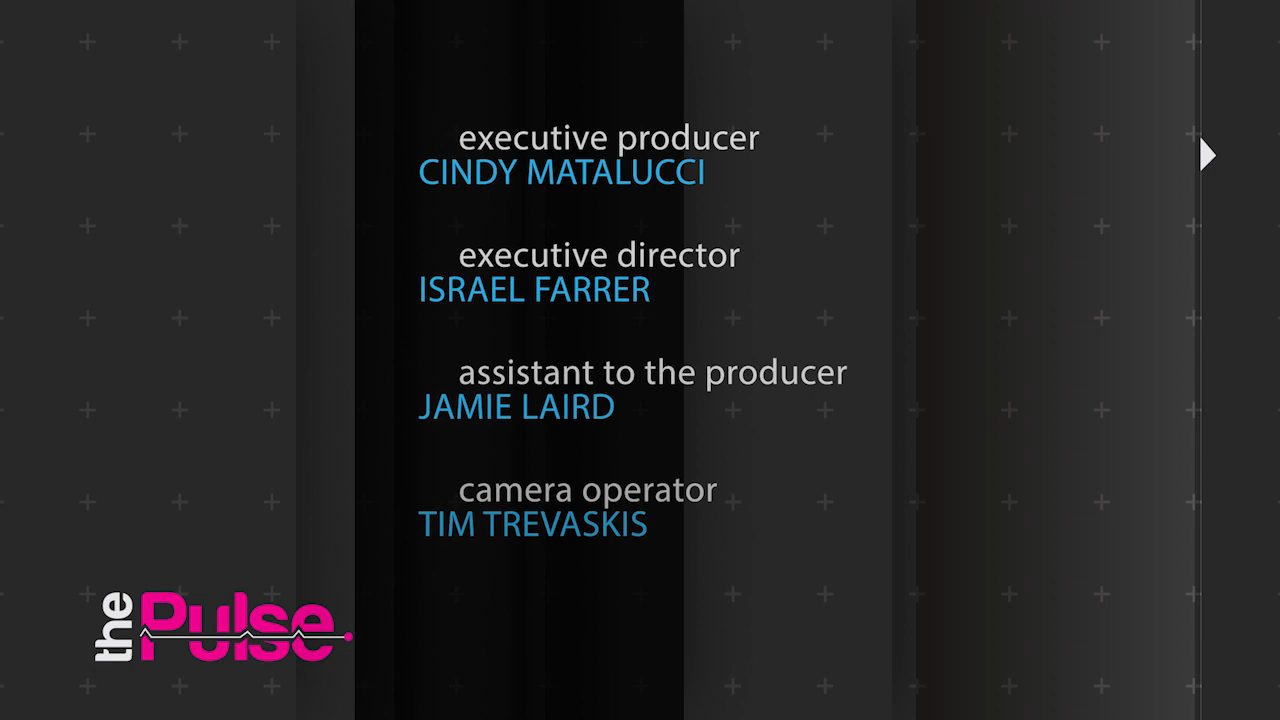 executive producer
CINDY MATALUCCI
executive director
ISRAEL FARRER
assistant to the producer
JAMIE LAIRD
camera operator
TIM TREVASKIS
the Pulse